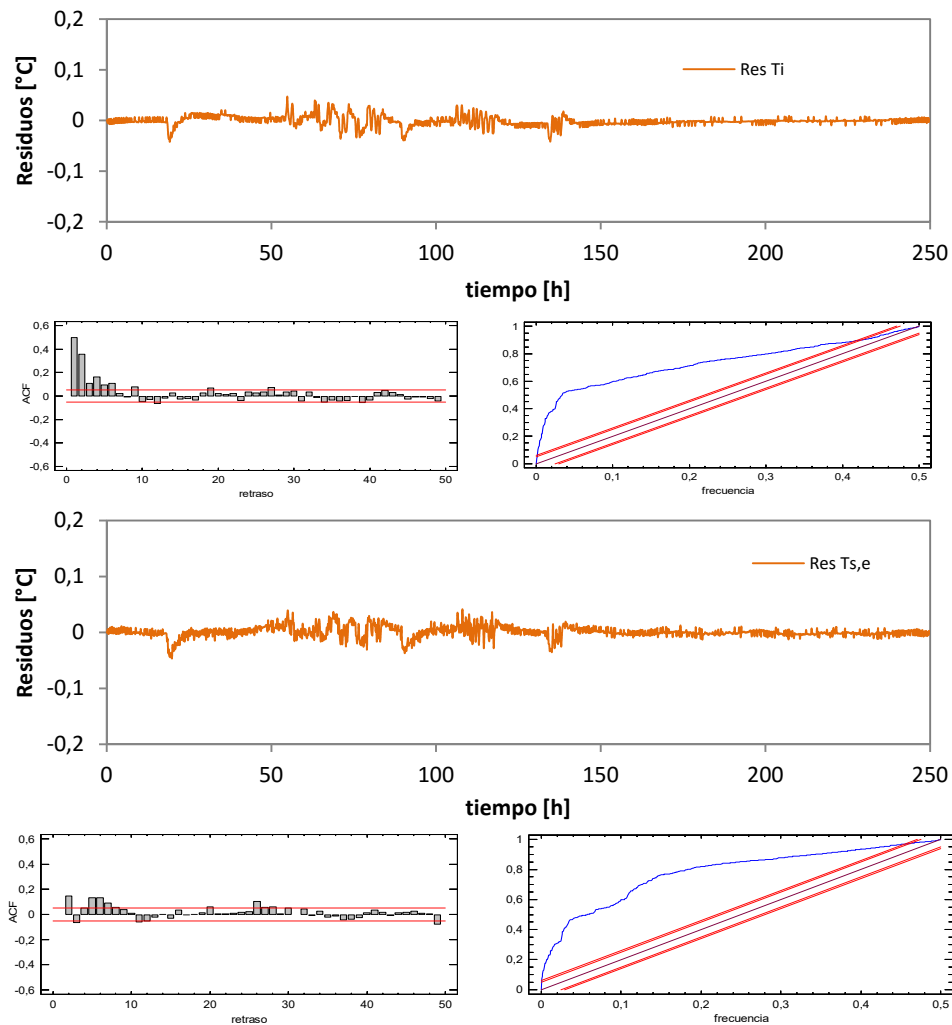 0,2
0,1
0
-0,1
-0,2
Residuos [°C]
Res Ti
0 50 100 150 200 250
tiempo [h]
0,6
0,4
0,2
0
-0,2
-0,4
-0,6
ACF
0 10 20 30 40 50
retraso
1
0,8
0,6
0,4
0,2
0
0 0,1 0,2 0,3 0,4 0,5
frecuencia
0,2
0,1
0
-0,1
-0,2
Residuos [°C]
Res Ts,e
0 50 100 150 200 250
tiempo [h]
0,6
0,4
0,2
0
-0,2
-0,4
-0,6
ACF
0 10 20 30 40 50
retraso
1
0,8
0,6
0,4
0,2
0
0 0,1 0,2 0,3 0,4 0,5
frecuencia